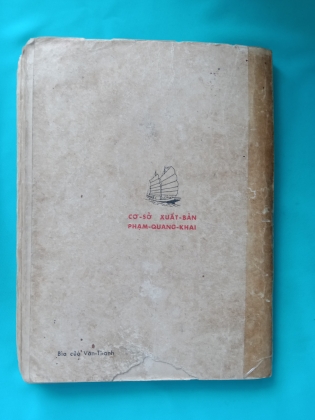 CƠ-SỞ XUẤT-BẢN
PHẠM-QUANG-KHAI
Bìa của Văn-Thanh